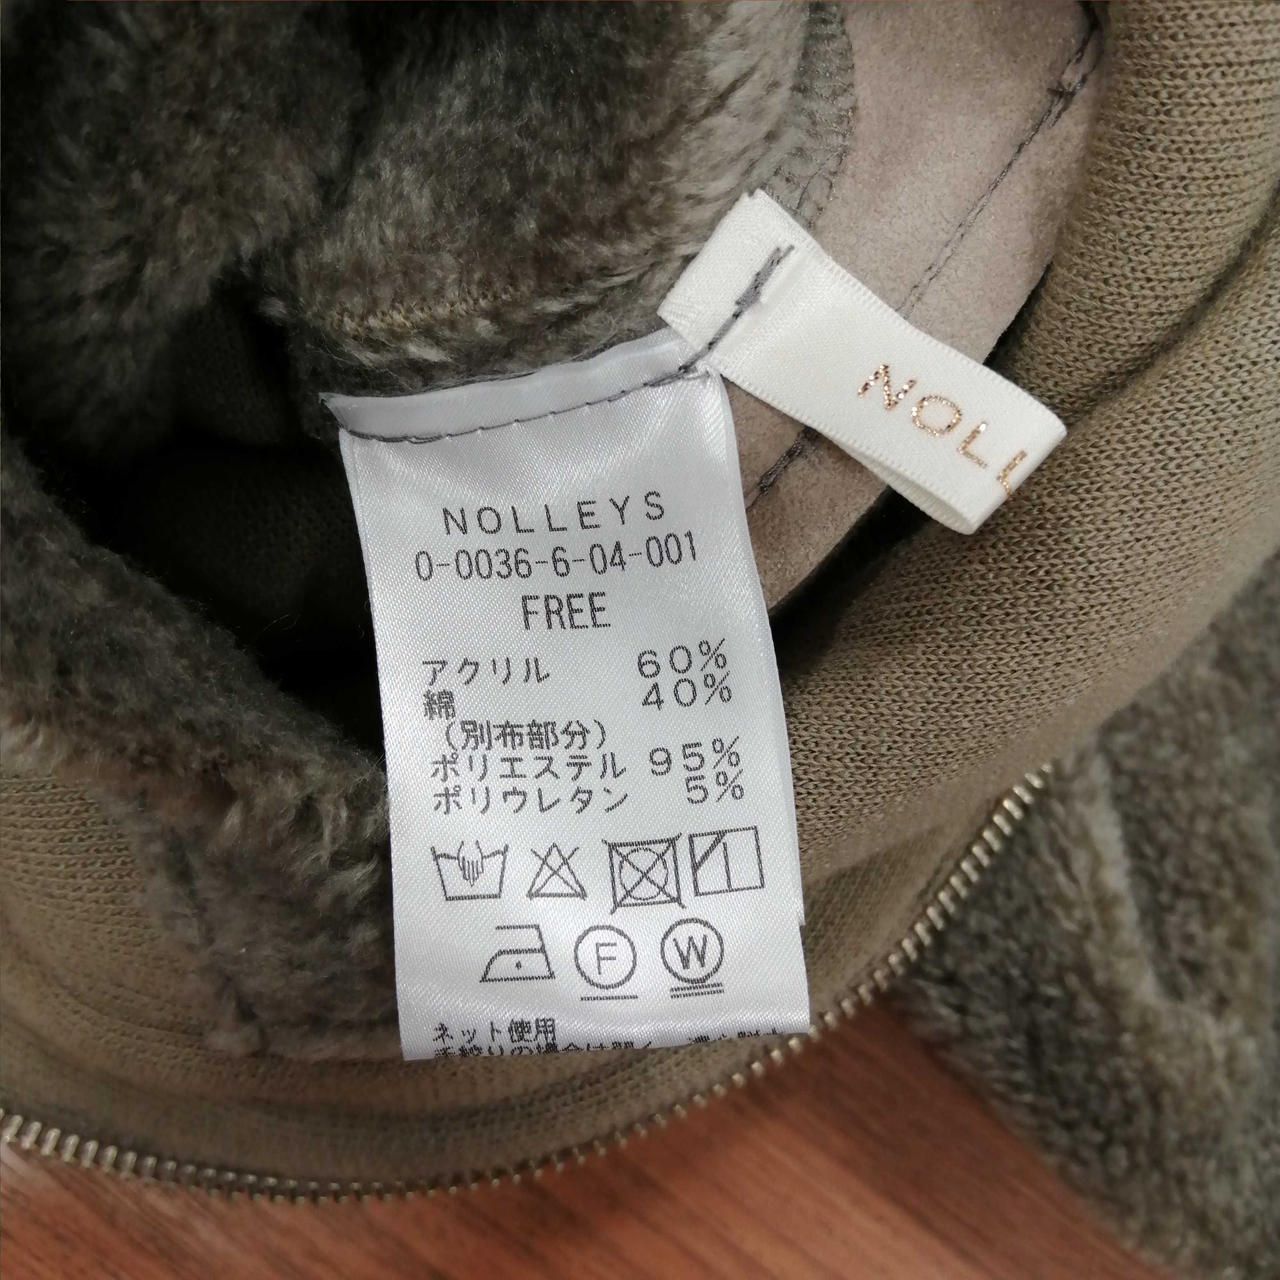 NOLL
NOLLEYS
0-0036-6-04-001
FREE
アクリル 60%
綿 40%
(別布部分)
ポリエステル 95%
ポリウレタン 5%
F W
ネット使用